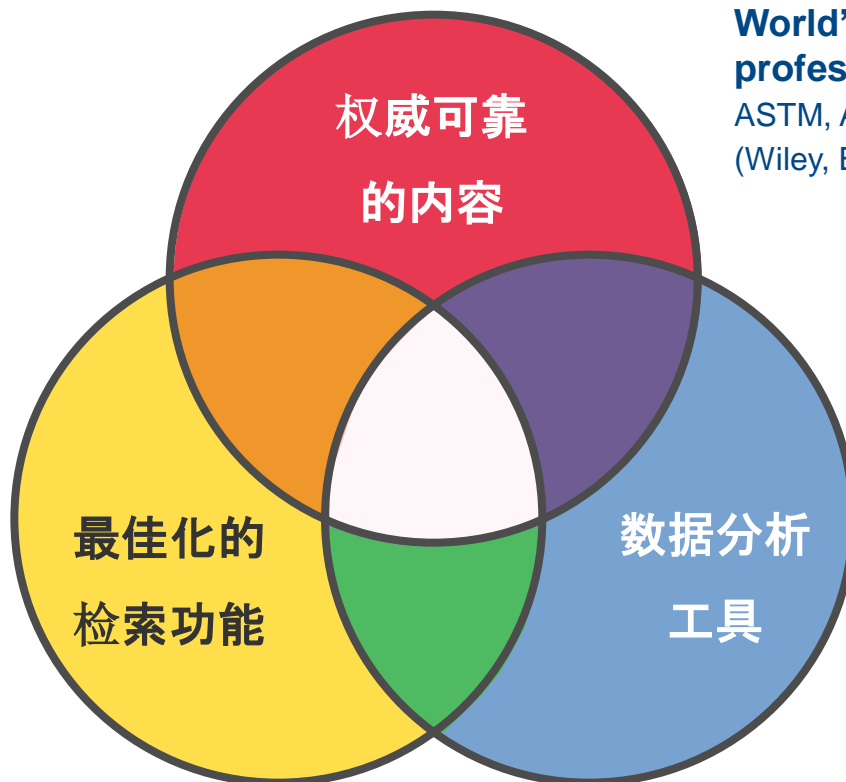 World’
profes
ASTM, A
(Wiley, E
权威可靠
的内容
最佳化的
检索功能
数据分析
工具